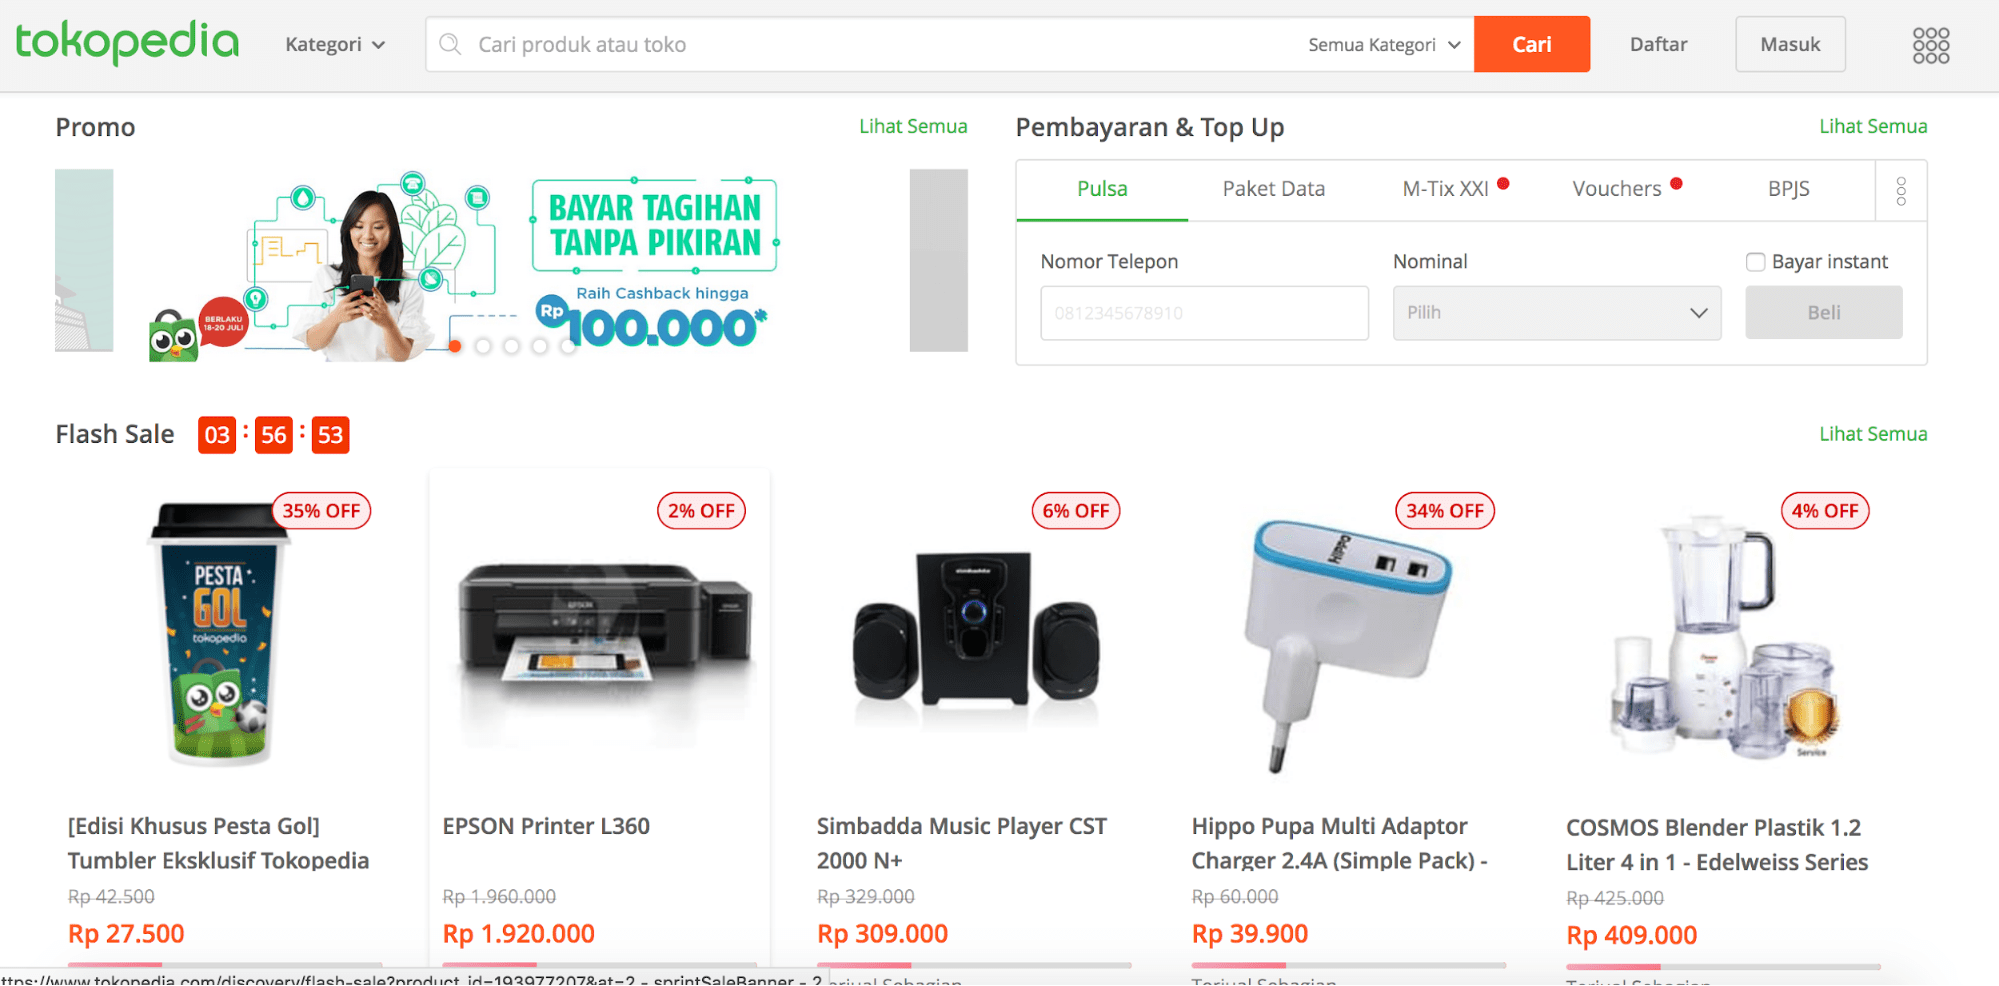 tokopedia
Kategori
Cari produk atau toko
Semua Kategori
Cari
Daftar
Masuk
Promo
Lihat Semua
BAYAR TAGIHAN
TANPA PIKIRAN
Raih Cashback hingga
Rp 100.000*
BERLAKU
18-20 JULI
Pembayaran & Top Up
Lihat Semua
Pulsa
Paket Data
M-Tix XXI
Vouchers
BPJS
Nomor Telepon
Nominal
Bayar instant
0812345678910
Pilih
Beli
Flash Sale
03 : 56 : 53
Lihat Semua
35% OFF
PESTA
GOL
tokopedia
[Edisi Khusus Pesta Gol]
Tumbler Eksklusif Tokopedia
Rp 42.500
Rp 27.500
2% OFF
EPSON
EPSON Printer L360
Rp 1.960.000
Rp 1.920.000
6% OFF
simbadda
Simbadda Music Player CST
2000 N+
Rp 329.000
Rp 309.000
Terjual Sebagian
34% OFF
HIPPO
Hippo Pupa Multi Adaptor
Charger 2.4A (Simple Pack) -
Rp 60.000
Rp 39.900
Terjual Sebagian
4% OFF
Service
COSMOS Blender Plastik 1.2
Liter 4 in 1 - Edelweiss Series
Rp 425.000
Rp 409.000
Terjual Sebagian
ttps://www.tokopedia.com/discovery/flash-sale?product_id=193977207&at=2 - sprintSaleBanner - 2